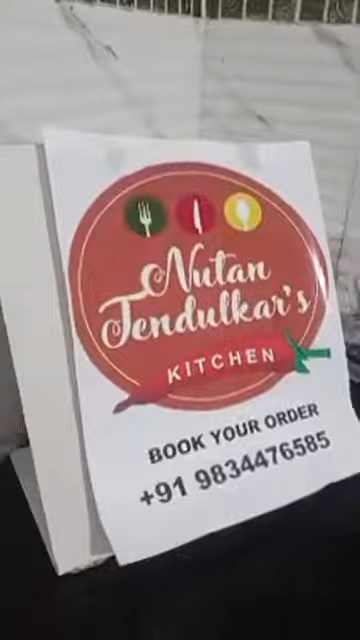 Nutan
Tendulkar's
KITCHEN
BOOK YOUR ORDER
+91 9834476585